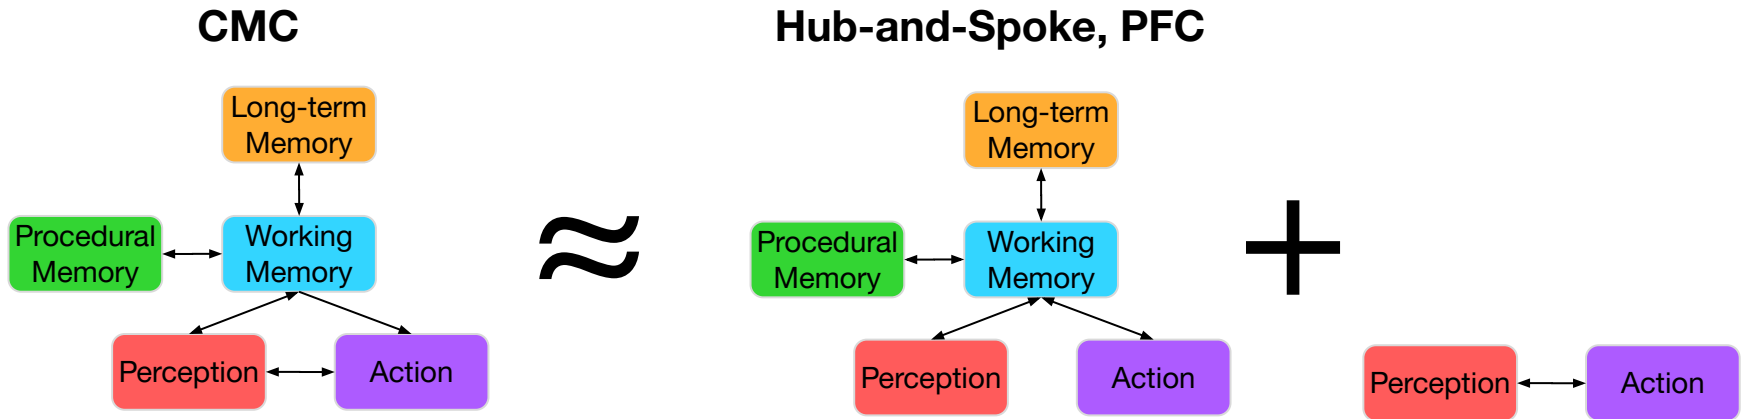 CMC
Long-term
Memory
Procedural
Memory
Working
Memory
Perception
Action
≈
Hub-and-Spoke, PFC
Long-term
Memory
Procedural
Memory
Working
Memory
Perception
Action
+
Perception
Action